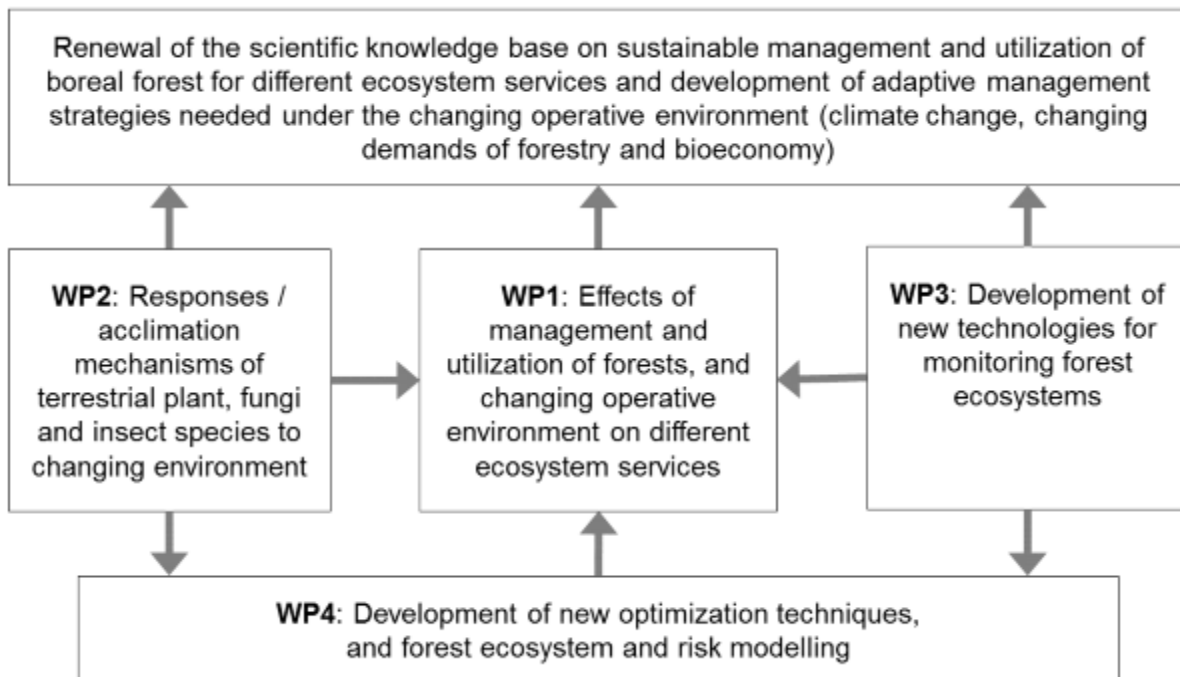 Renewal of the scientific knowledge base on sustainable management and utilization of
boreal forest for different ecosystem services and development of adaptive management
strategies needed under the changing operative environment (climate change, changing
demands of forestry and bioeconomy)
WP2: Responses /
acclimation
mechanisms of
terrestrial plant, fungi
and insect species to
changing environment
WP1: Effects of
management and
utilization of forests, and
changing operative
environment on different
ecosystem services
WP3: Development of
new technologies for
monitoring forest
ecosystems
WP4: Development of new optimization techniques,
and forest ecosystem and risk modelling